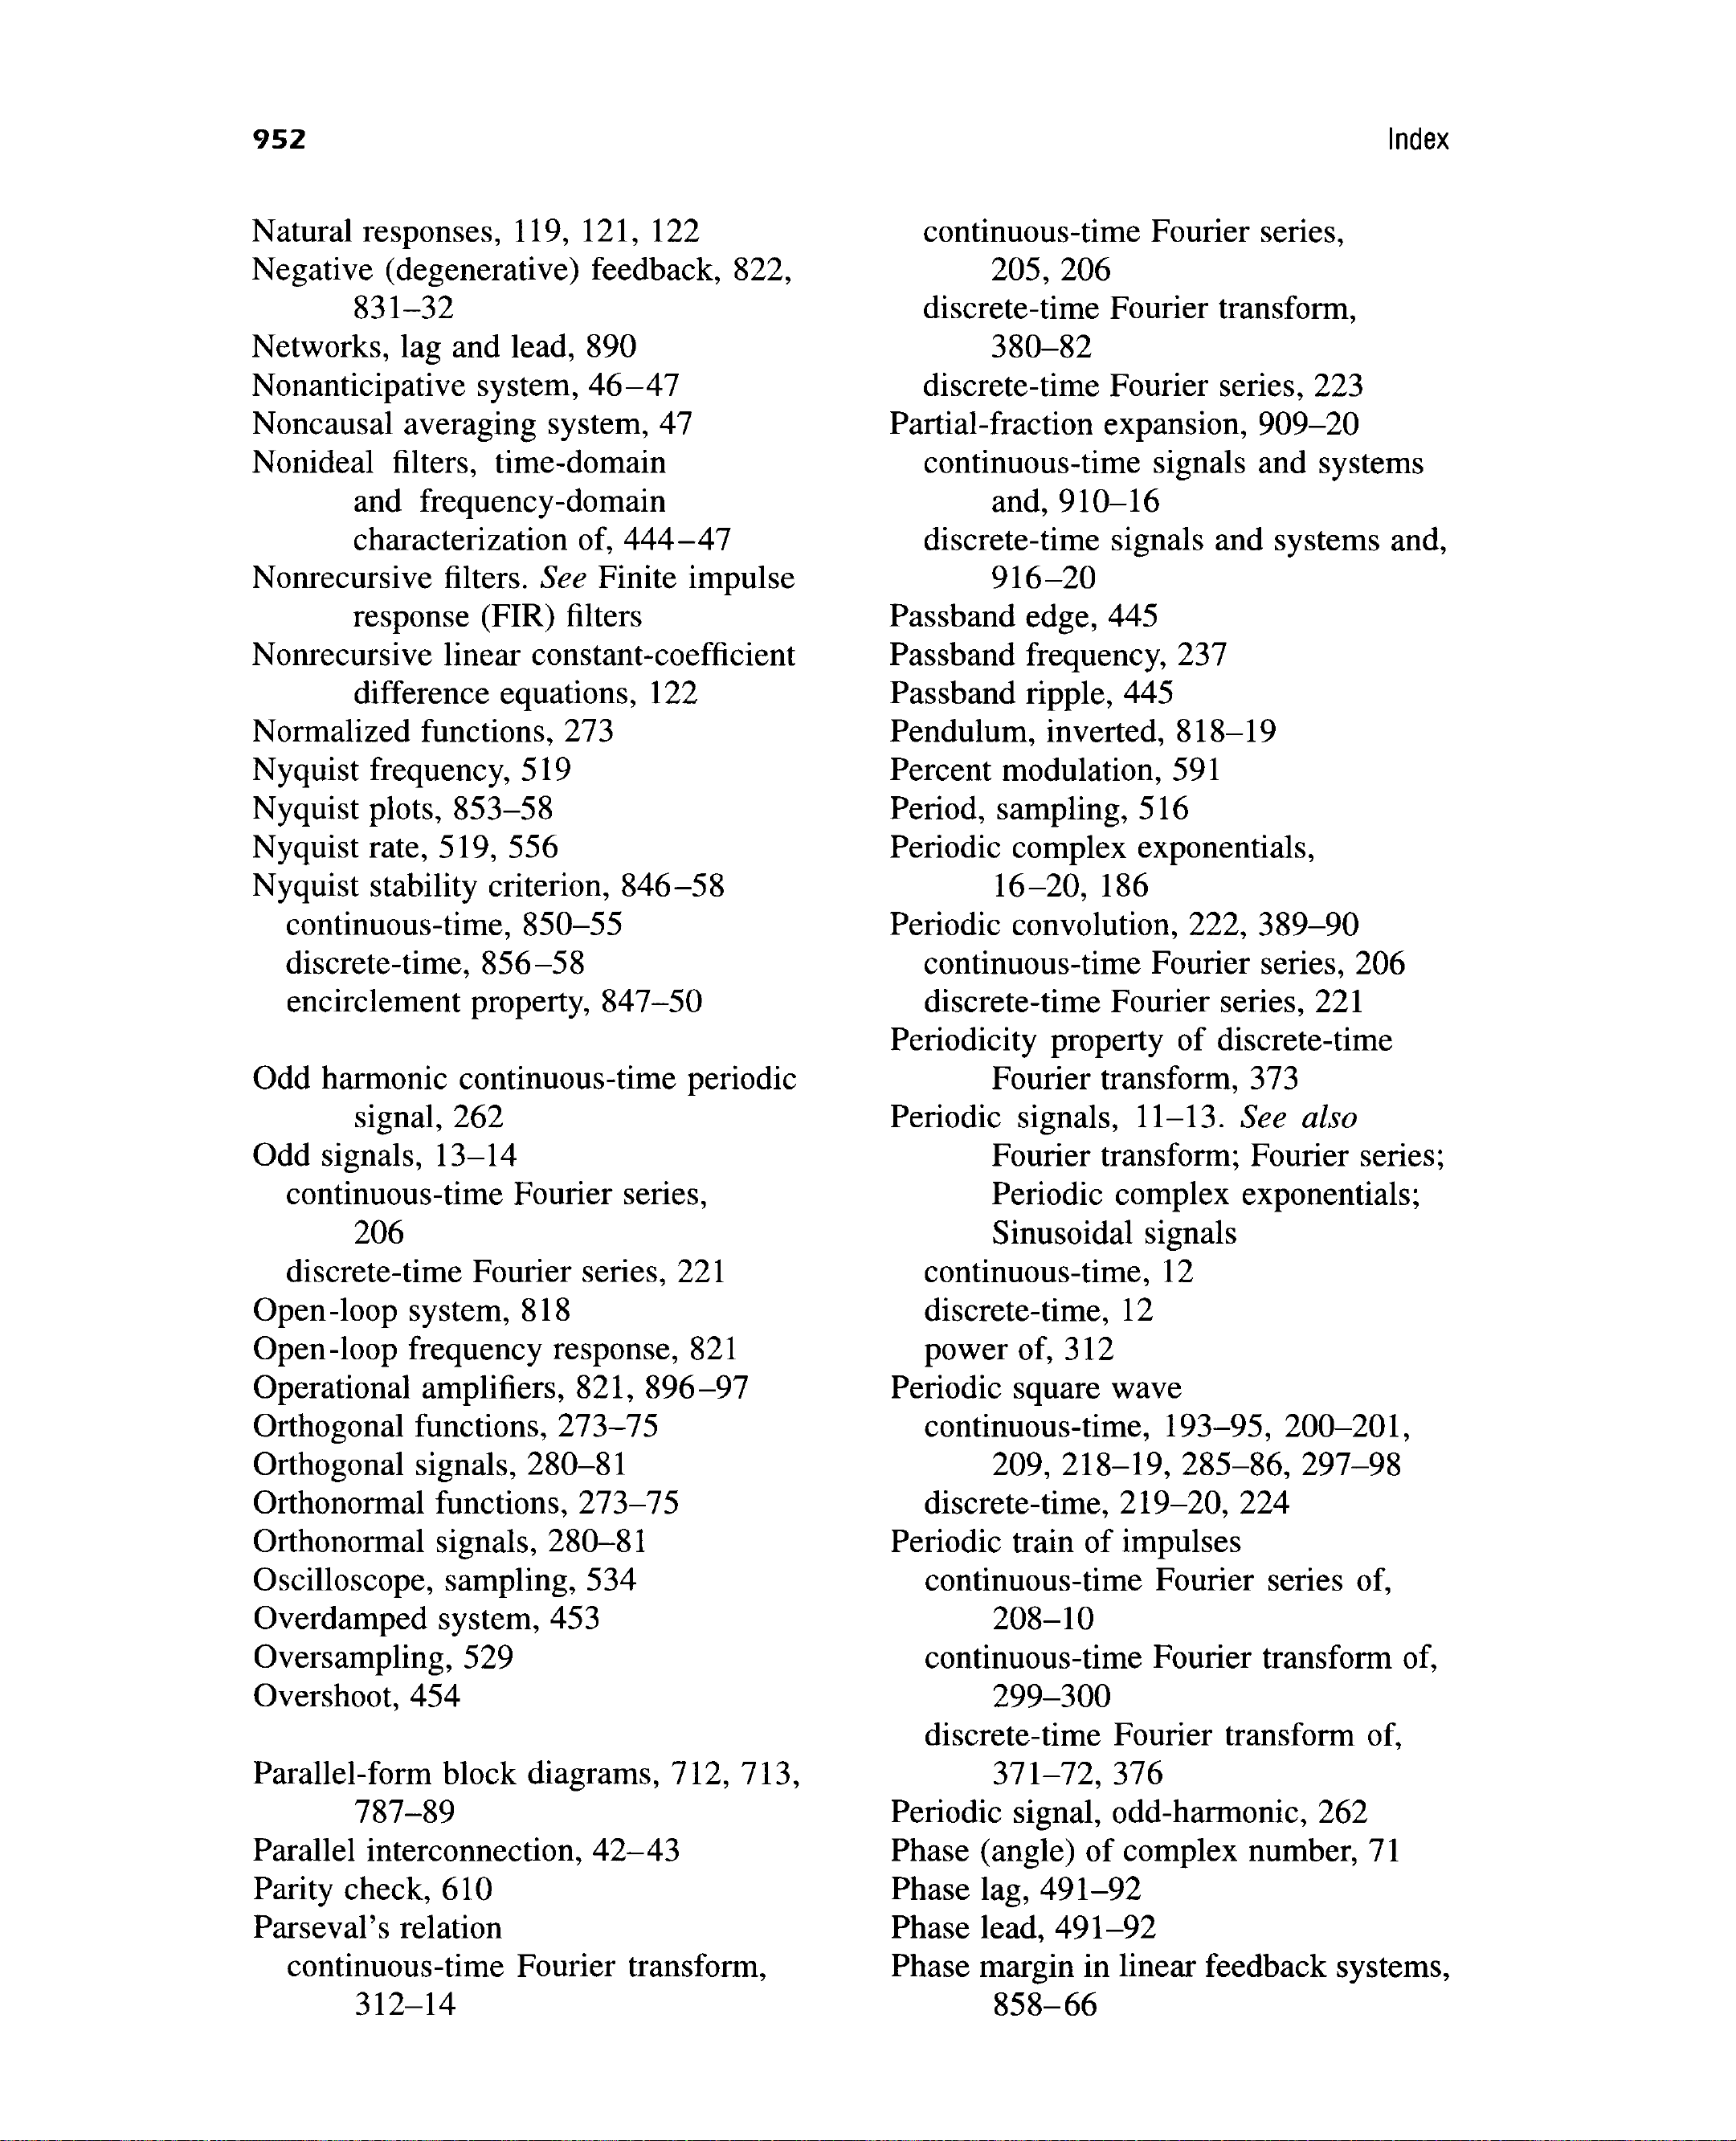 952
Index
Natural responses, 119, 121, 122
Negative (degenerative) feedback, 822,
831–32
Networks, lag and lead, 890
Nonanticipative system, 46–47
Noncausal averaging system, 47
Nonideal filters, time-domain
and frequency-domain
characterization of, 444–47
Nonrecursive filters. See Finite impulse
response (FIR) filters
Nonrecursive linear constant-coefficient
difference equations, 122
Normalized functions, 273
Nyquist frequency, 519
Nyquist plots, 853–58
Nyquist rate, 519, 556
Nyquist stability criterion, 846–58
continuous-time, 850–55
discrete-time, 856–58
encirclement property, 847–50
Odd harmonic continuous-time periodic
signal, 262
Odd signals, 13–14
continuous-time Fourier series,
206
discrete-time Fourier series, 221
Open-loop system, 818
Open-loop frequency response, 821
Operational amplifiers, 821, 896–97
Orthogonal functions, 273–75
Orthogonal signals, 280–81
Orthonormal functions, 273–75
Orthonormal signals, 280–81
Oscilloscope, sampling, 534
Overdamped system, 453
Oversampling, 529
Overshoot, 454
Parallel-form block diagrams, 712, 713,
787–89
Parallel interconnection, 42–43
Parity check, 610
Parseval's relation
continuous-time Fourier transform,
312–14
continuous-time Fourier series,
205, 206
discrete-time Fourier transform,
380–82
discrete-time Fourier series, 223
Partial-fraction expansion, 909–20
continuous-time signals and systems
and, 910–16
discrete-time signals and systems and,
916–20
Passband edge, 445
Passband frequency, 237
Passband ripple, 445
Pendulum, inverted, 818–19
Percent modulation, 591
Period, sampling, 516
Periodic complex exponentials,
16–20, 186
Periodic convolution, 222, 389–90
continuous-time Fourier series, 206
discrete-time Fourier series, 221
Periodicity property of discrete-time
Fourier transform, 373
Periodic signals, 11–13. See also
Fourier transform; Fourier series;
Periodic complex exponentials;
Sinusoidal signals
continuous-time, 12
discrete-time, 12
power of, 312
Periodic square wave
continuous-time, 193–95, 200–201,
209, 218–19, 285–86, 297–98
discrete-time, 219–20, 224
Periodic train of impulses
continuous-time Fourier series of,
208–10
continuous-time Fourier transform of,
299–300
discrete-time Fourier transform of,
371–72, 376
Periodic signal, odd-harmonic, 262
Phase (angle) of complex number, 71
Phase lag, 491–92
Phase lead, 491–92
Phase margin in linear feedback systems,
858–66